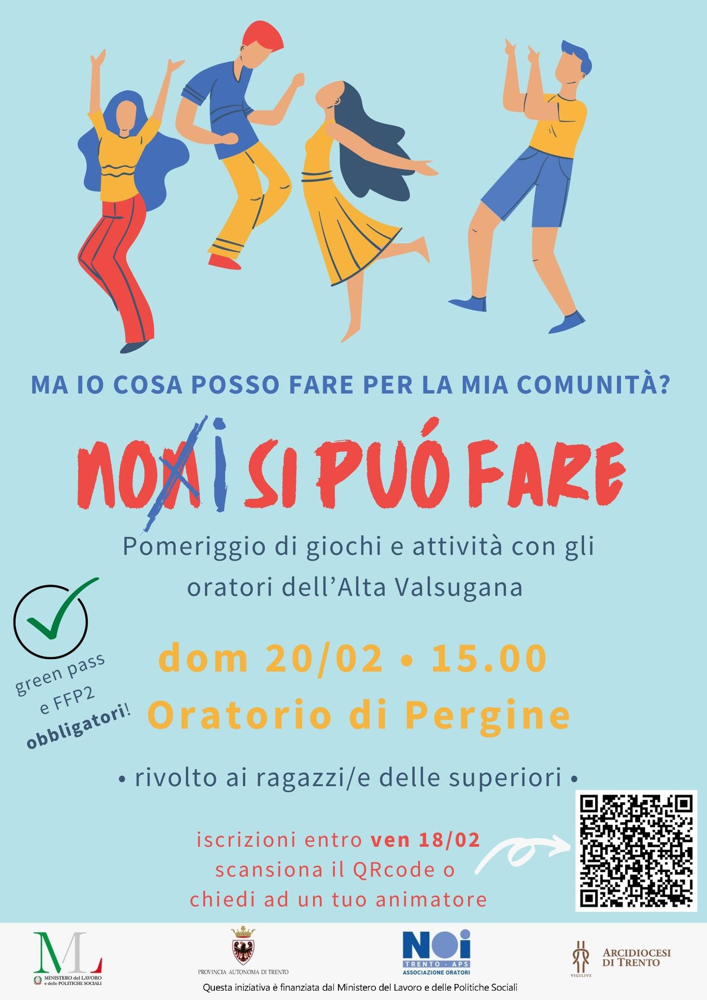 MA IO COSA POSSO FARE PER LA MIA COMUNITÀ?
NONi SI PUÓ FARE
Pomeriggio di giochi e attività con gli
oratori dell'Alta Valsugana
green pass
e FFP2
obbligatori!
dom 20/02 • 15.00
Oratorio di Pergine
• rivolto ai ragazzi/e delle superiori •
iscrizioni entro ven 18/02
scansiona il QRcode o
chiedi ad un tuo animatore
ML
MINISTERO del LAVORO
e delle POLITICHE SOCIALI
PROVINCIA AUTONOMA DI TRENTO
NOi
TRENTO · APS
ASSOCIAZIONE ORATORI
VIGILIVS
ARCIDIOCESI
DI TRENTO
Questa iniziativa è finanziata dal Ministero del Lavoro e delle Politiche Sociali